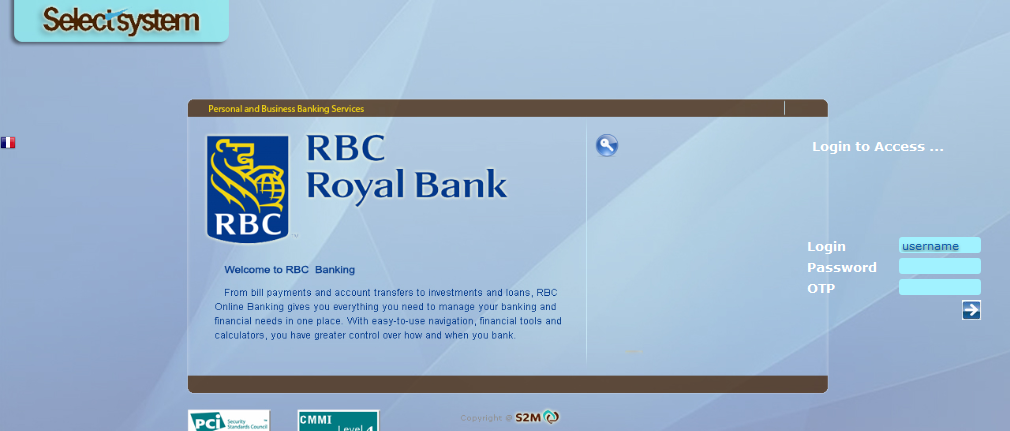 Selectsystem
Personal and Business Banking Services
RBC
Royal Bank
RBC
Login to Access ...
Welcome to RBC Banking
From bill payments and account transfers to investments and loans, RBC
Online Banking gives you everything you need to manage your banking and
financial needs in one place. With easy-to-use navigation, financial tools and
calculators, you have greater control over how and when you bank.
Login
username
Password
OTP
Copyright © S2M
PCi Security
Standards Council
CMMI
Level 4